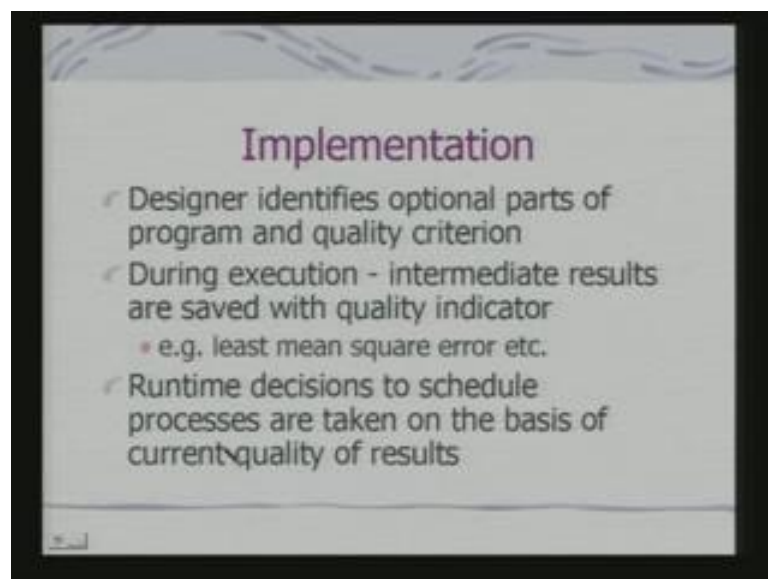 Implementation
Designer identifies optional parts of
program and quality criterion
During execution - intermediate results
are saved with quality indicator
e.g. least mean square error etc.
Runtime decisions to schedule
processes are taken on the basis of
current quality of results